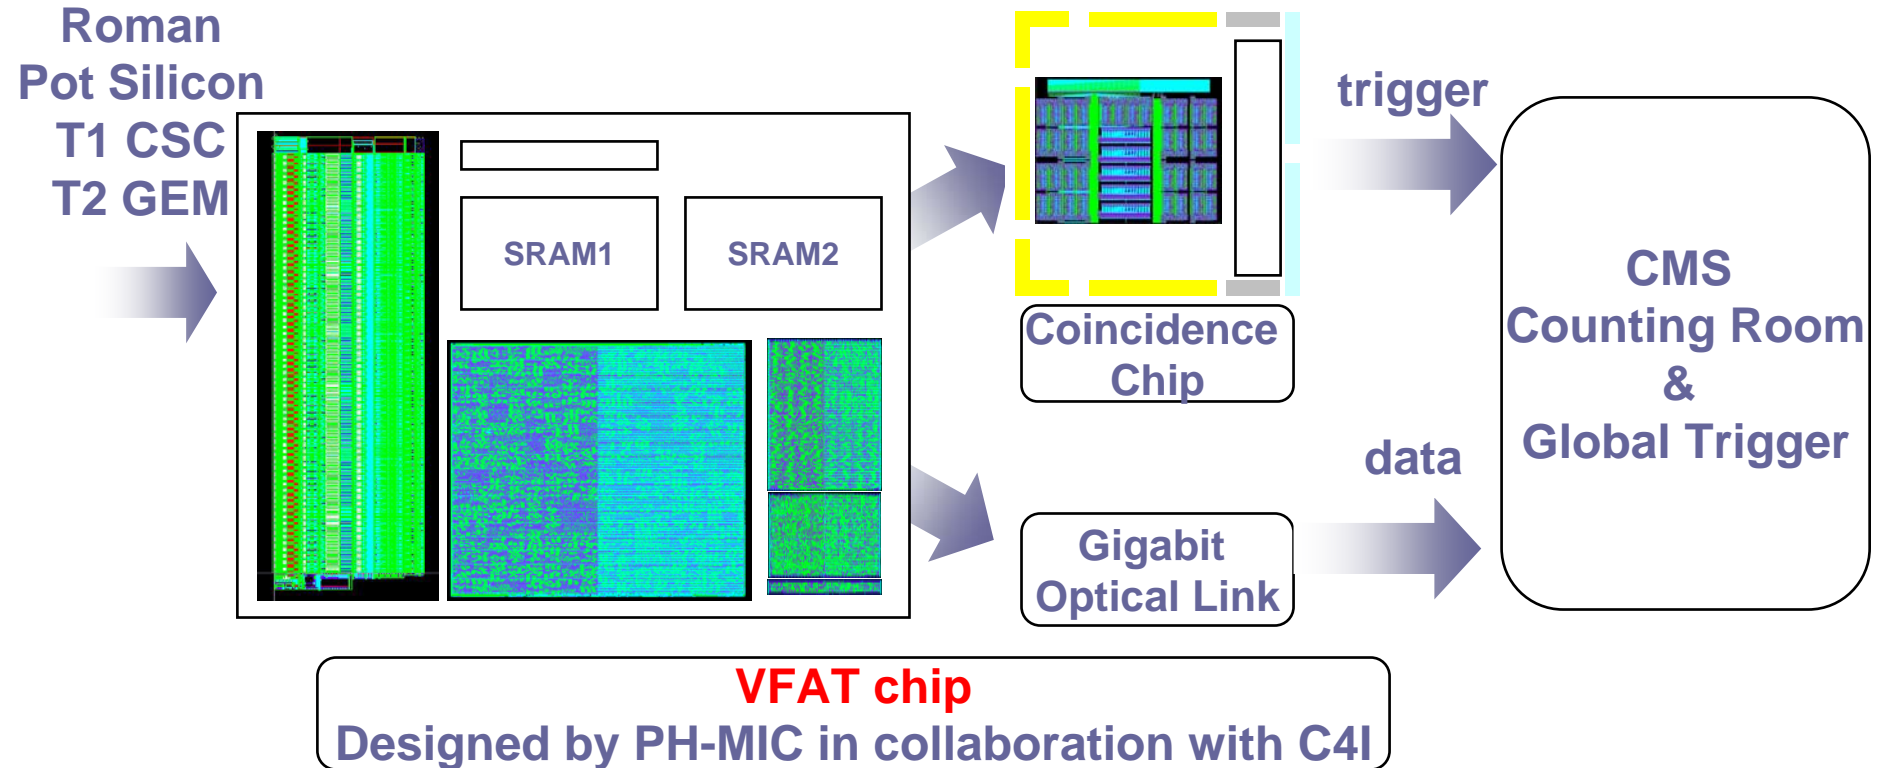 Roman
Pot Silicon
T1 CSC
T2 GEM
SRAM1
SRAM2
Coincidence
Chip
trigger
data
Gigabit
Optical Link
CMS
Counting Room
&
Global Trigger
VFAT chip
Designed by PH-MIC in collaboration with C4I